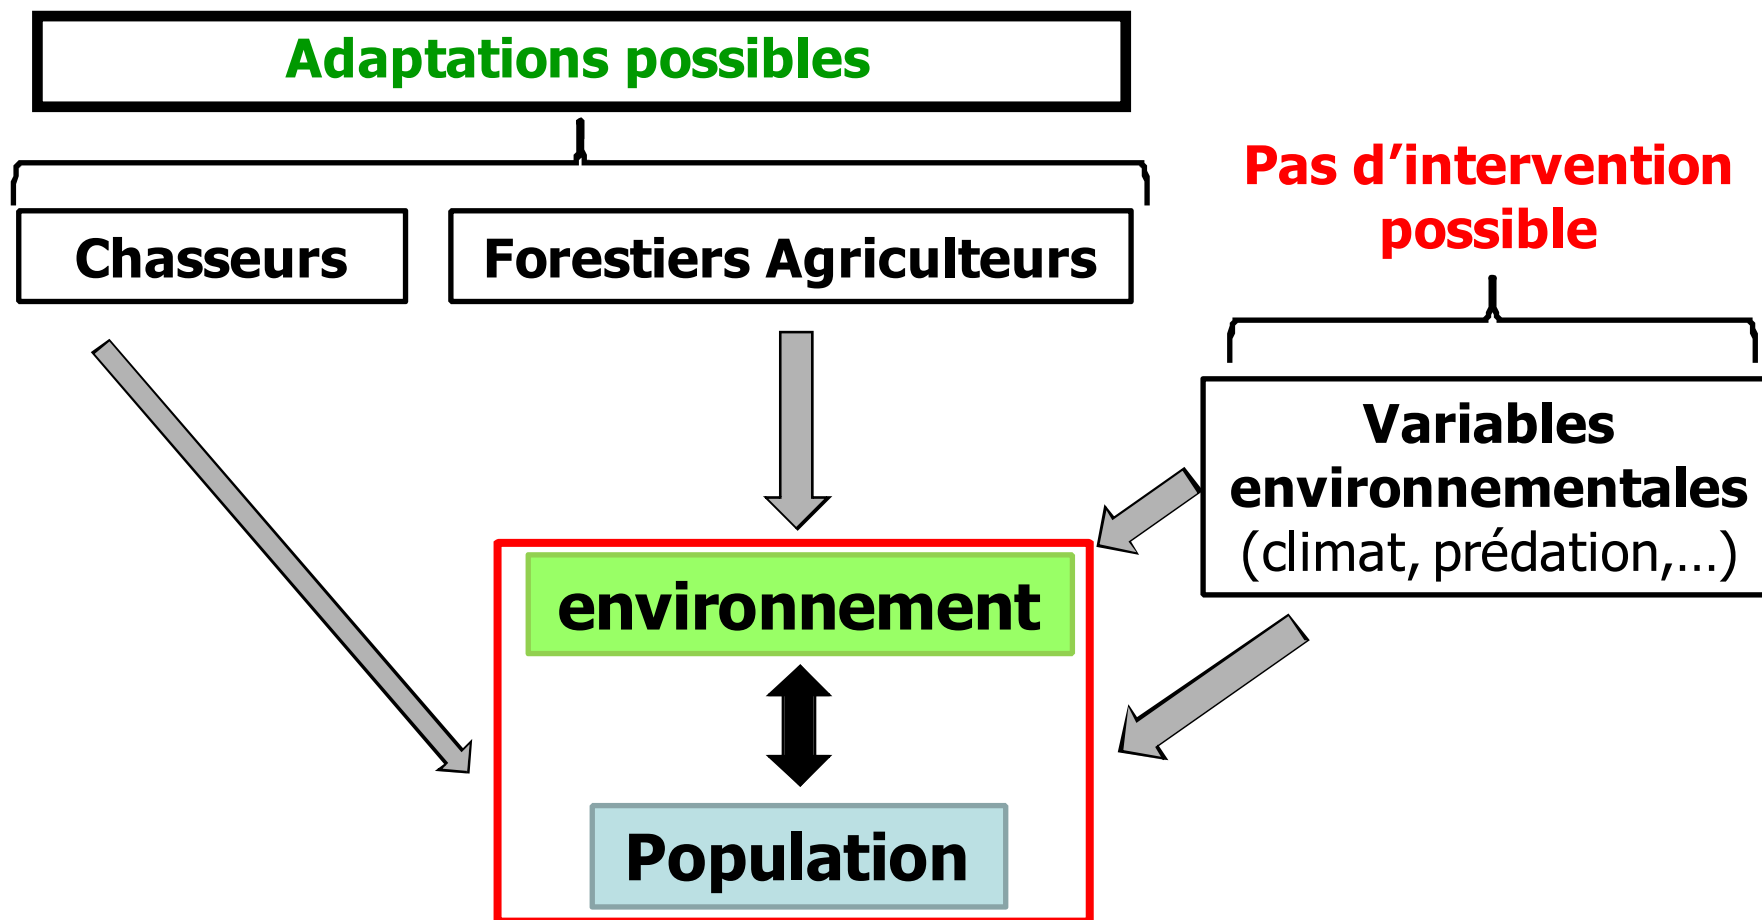 Adaptations possibles
Chasseurs
Forestiers Agriculteurs
Pas d’intervention
possible
Variables
environnementales
(climat, prédation,...)
environnement
Population